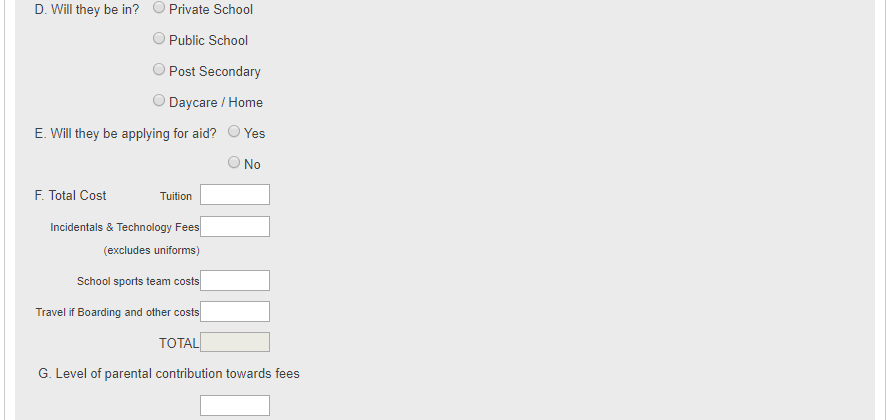 D. Will they be in? Private School
Public School
Post Secondary
Daycare / Home
E. Will they be applying for aid? Yes
No
F. Total Cost Tuition
Incidentals & Technology Fees
(excludes uniforms)
School sports team costs
Travel if Boarding and other costs
TOTAL
G. Level of parental contribution towards fees